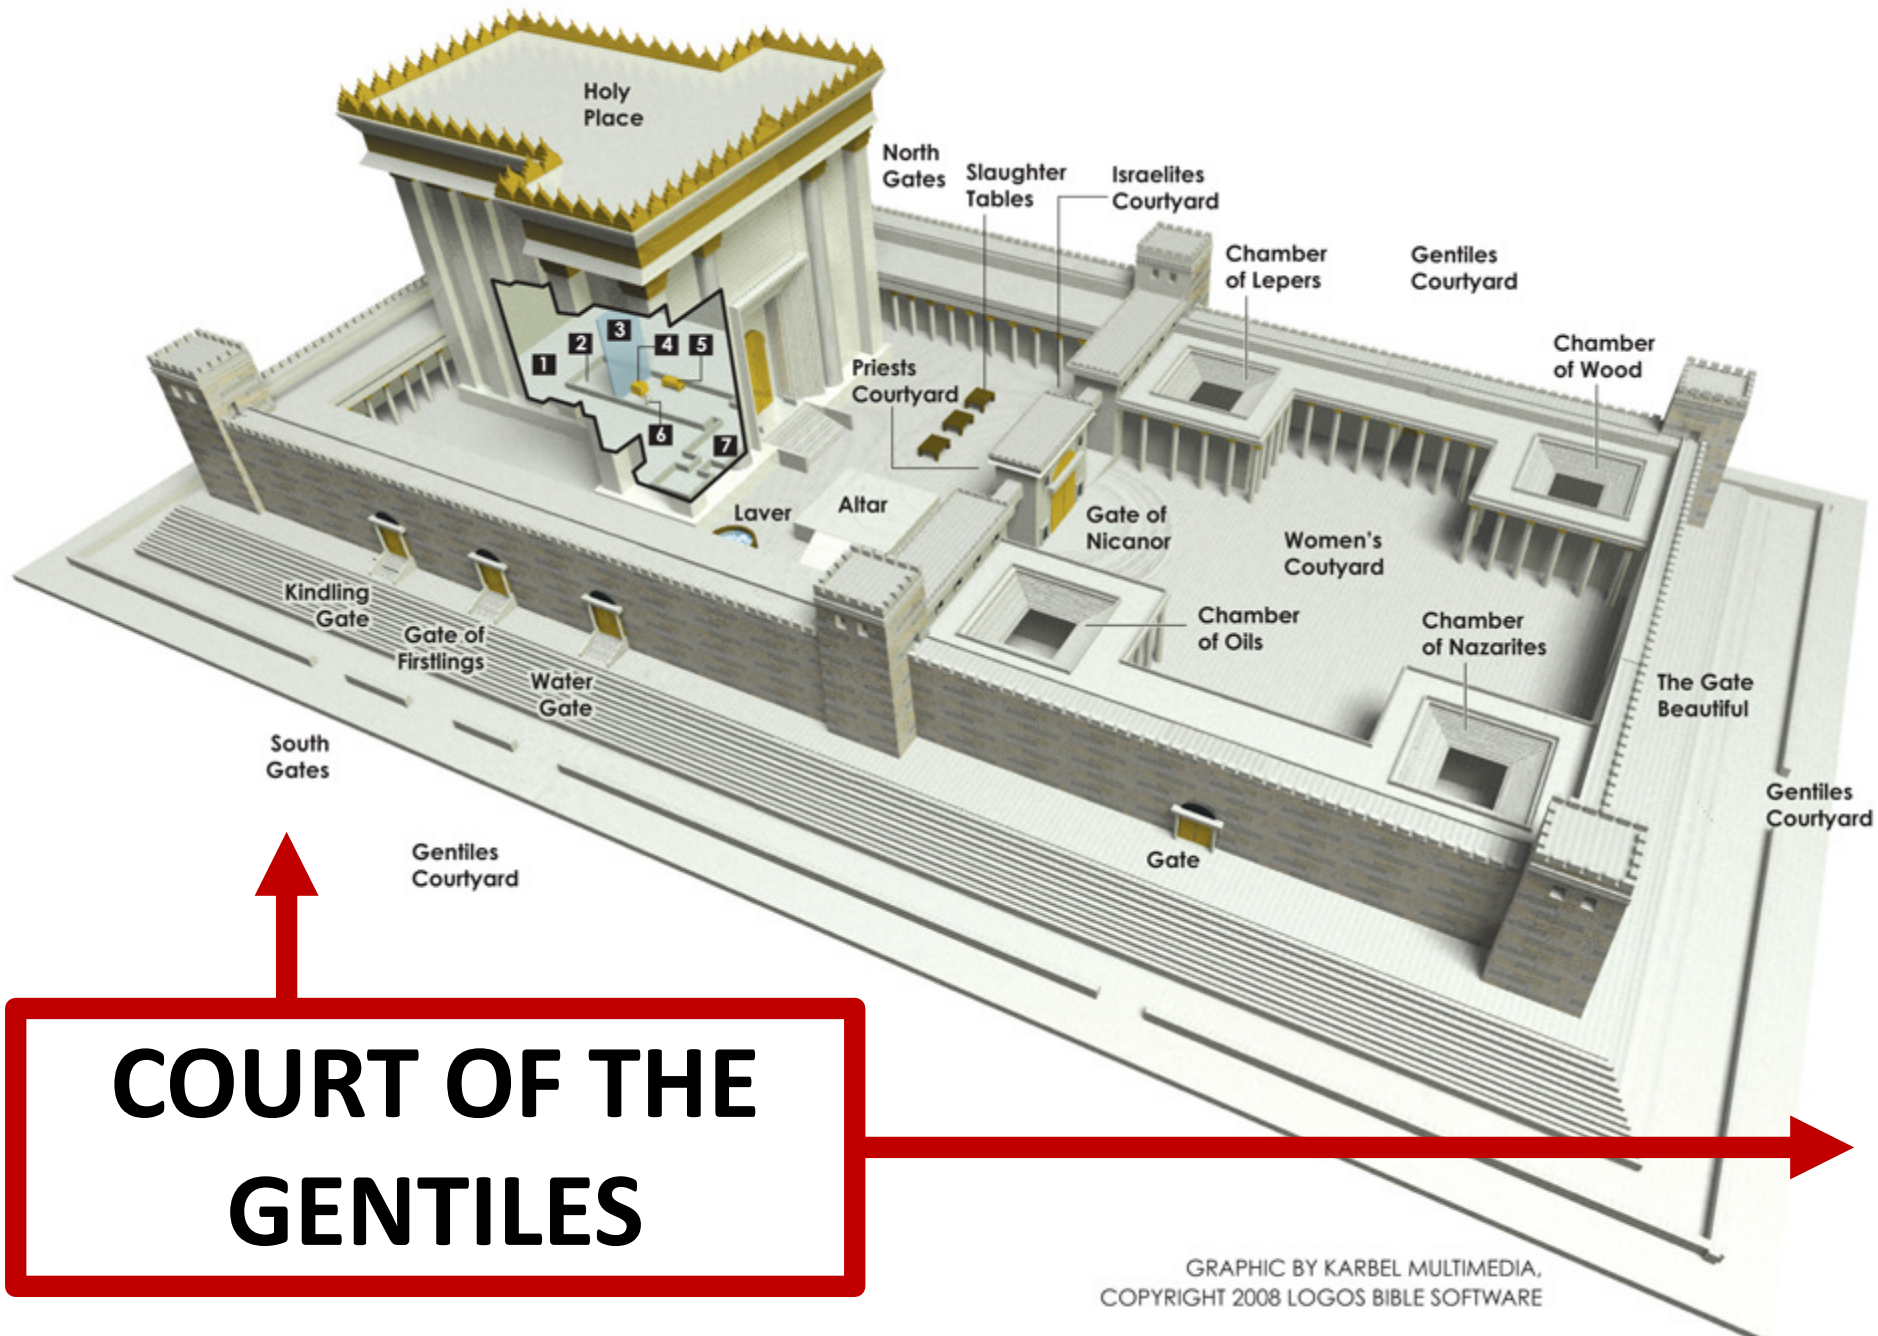 Holy
Place
North
Gates
Slaughter
Tables
Israelites
Courtyard
Chamber
of Lepers
Gentiles
Courtyard
Chamber
of Wood
3
2
4
5
1
6
7
Priests
Courtyard
Laver
Altar
Gate of
Nicanor
Women's
Coutyard
Kindling
Gate
Gate of
Firstlings
Water
Gate
Chamber
of Oils
Chamber
of Nazarites
The Gate
Beautiful
South
Gates
Gentiles
Courtyard
Gentiles
Courtyard
Gate
COURT OF THE
GENTILES
GRAPHIC BY KARBEL MULTIMEDIA,
COPYRIGHT 2008 LOGOS BIBLE SOFTWARE